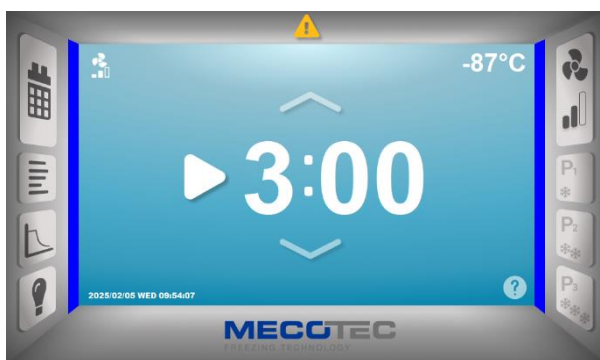 -87°C
3:00
P1
P2
P3
2025/02/05 WED 09:54:07
?
MECOTEC
FREEZING TECHNOLOGY